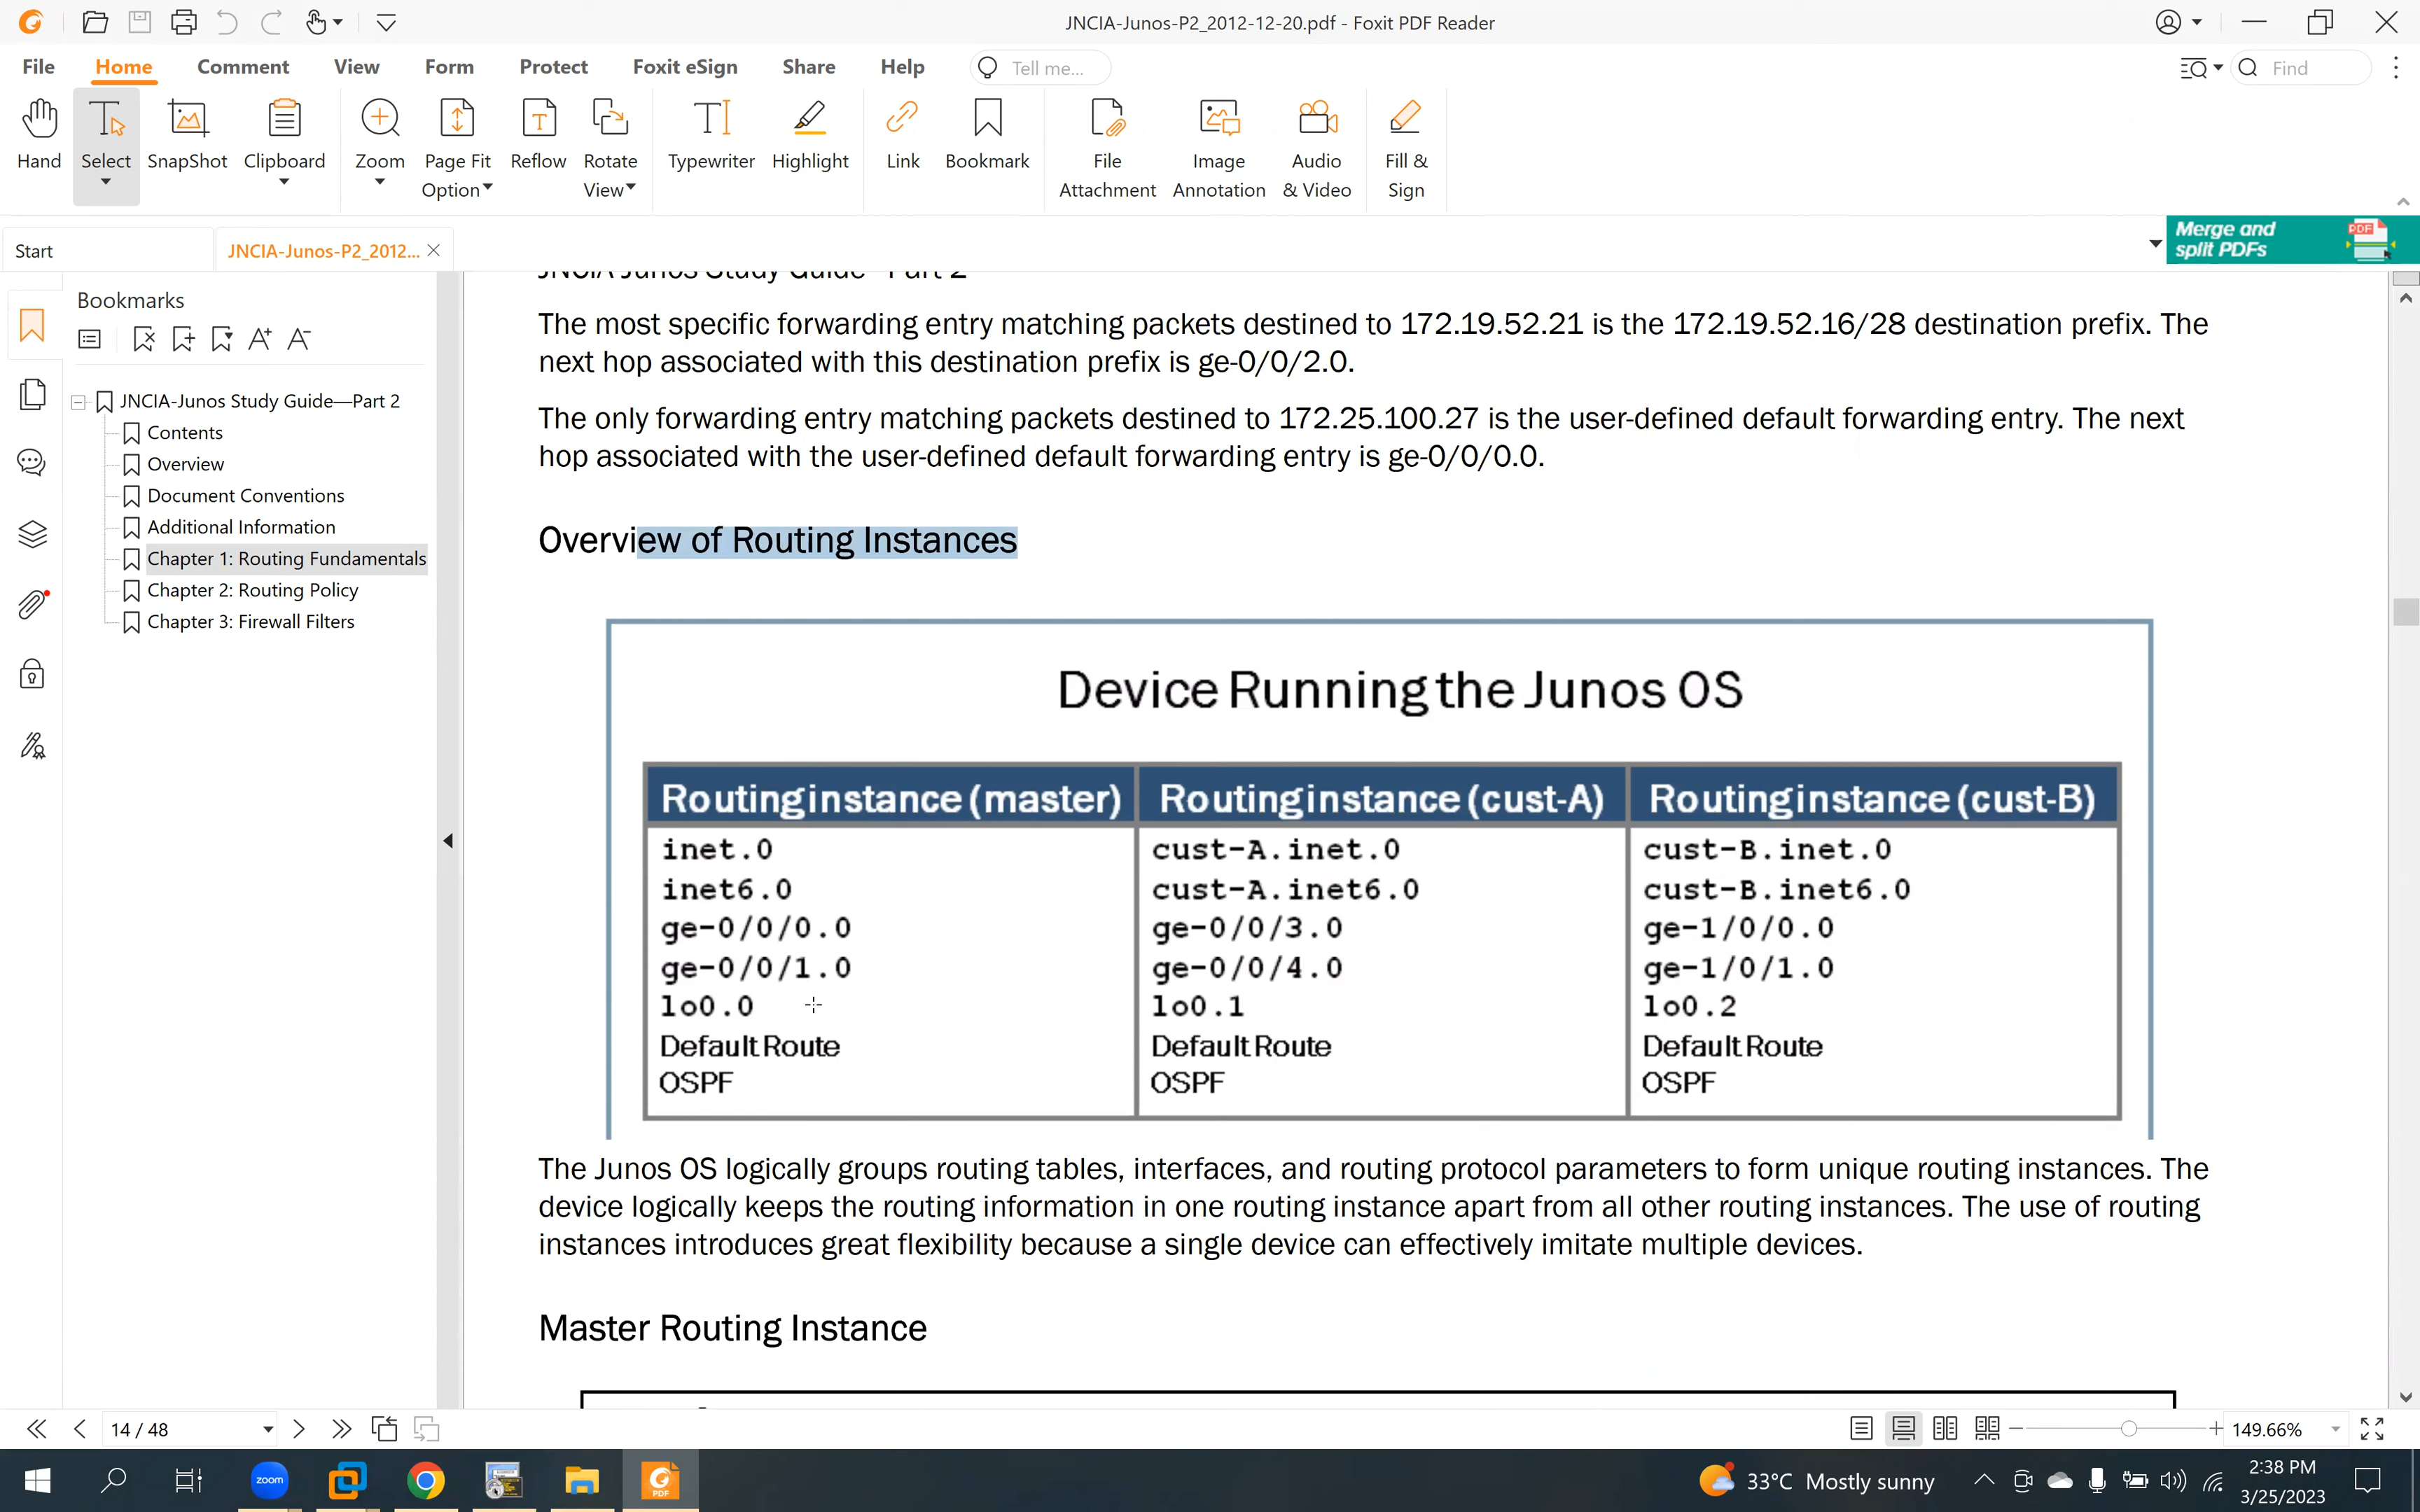 JNCIA-Junos-P2_2012-12-20.pdf - Foxit PDF Reader
File Home Comment View Form Protect Foxit eSign Share Help Tell me... Find
Hand Select SnapShot Clipboard Zoom Page Fit Option Reflow Rotate View Typewriter Highlight Link Bookmark File Attachment Image Annotation Audio & Video Fill & Sign
Start JNCIA-Junos-P2_2012... Merge and split PDFs PDF
Bookmarks
JNCIA-Junos Study Guide—Part 2
Contents
Overview
Document Conventions
Additional Information
Chapter 1: Routing Fundamentals
Chapter 2: Routing Policy
Chapter 3: Firewall Filters
JNCIA-Junos Study Guide—Part 2
The most specific forwarding entry matching packets destined to 172.19.52.21 is the 172.19.52.16/28 destination prefix. The
next hop associated with this destination prefix is ge-0/0/2.0.
The only forwarding entry matching packets destined to 172.25.100.27 is the user-defined default forwarding entry. The next
hop associated with the user-defined default forwarding entry is ge-0/0/0.0.
Overview of Routing Instances
Device Running the Junos OS
Routing instance (master) Routing instance (cust-A) Routing instance (cust-B)
inet.0 cust-A.inet.0 cust-B.inet.0
inet6.0 cust-A.inet6.0 cust-B.inet6.0
ge-0/0/0.0 ge-0/0/3.0 ge-1/0/0.0
ge-0/0/1.0 ge-0/0/4.0 ge-1/0/1.0
lo0.0 lo0.1 lo0.2
Default Route Default Route Default Route
OSPF OSPF OSPF
The Junos OS logically groups routing tables, interfaces, and routing protocol parameters to form unique routing instances. The
device logically keeps the routing information in one routing instance apart from all other routing instances. The use of routing
instances introduces great flexibility because a single device can effectively imitate multiple devices.
Master Routing Instance
14 / 48 149.66%
zoom PDF 33°C Mostly sunny 2:38 PM
3/25/2023